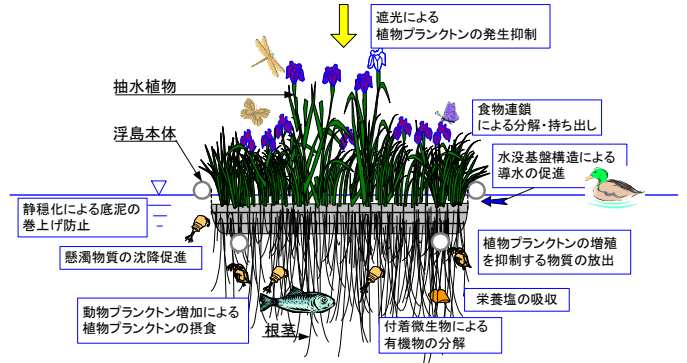 遮光による
植物プランクトンの発生抑制
抽水植物
食物連鎖
による分解・持ち出し
浮島本体
水没基盤構造による
導水の促進
静穏化による底泥の
巻上げ防止
懸濁物質の沈降促進
植物プランクトンの増殖
を抑制する物質の放出
栄養塩の吸収
動物プランクトン増加による
植物プランクトンの摂食
根茎
付着微生物による
有機物の分解